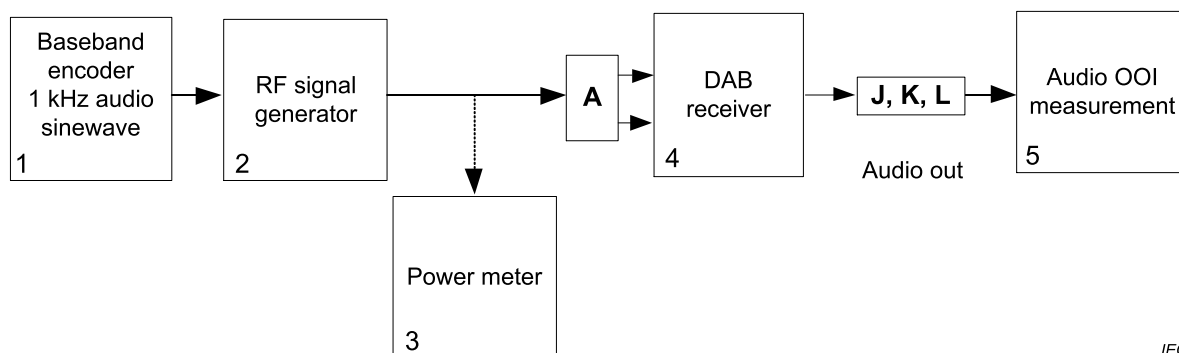 Baseband
encoder
1 kHz audio
sinewave
1
RF signal
generator
2
A
DAB
receiver
4
J, K, L
Audio out
Audio OOI
measurement
5
Power meter
3